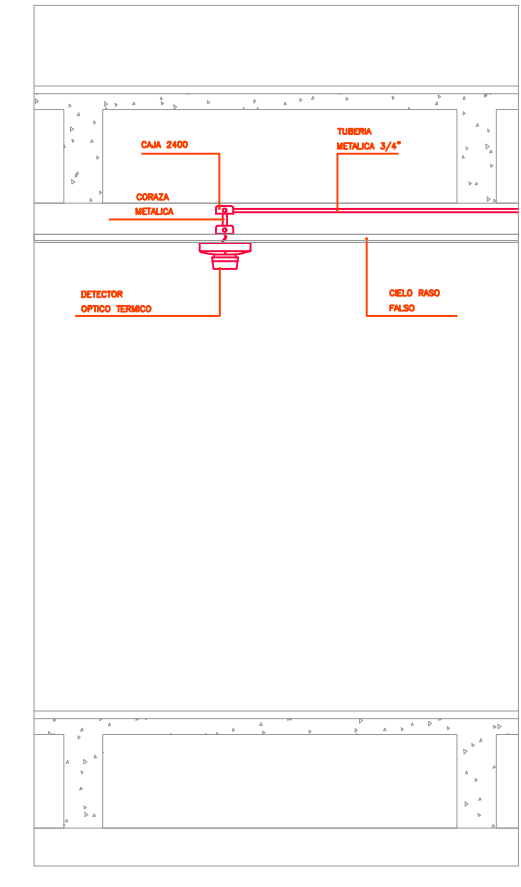 TUBERIA
METALICA 3/4"
CAJA 2400
CORAZA
METALICA
DETECTOR
OPTICO TERMICO
CIELO RASO
FALSO